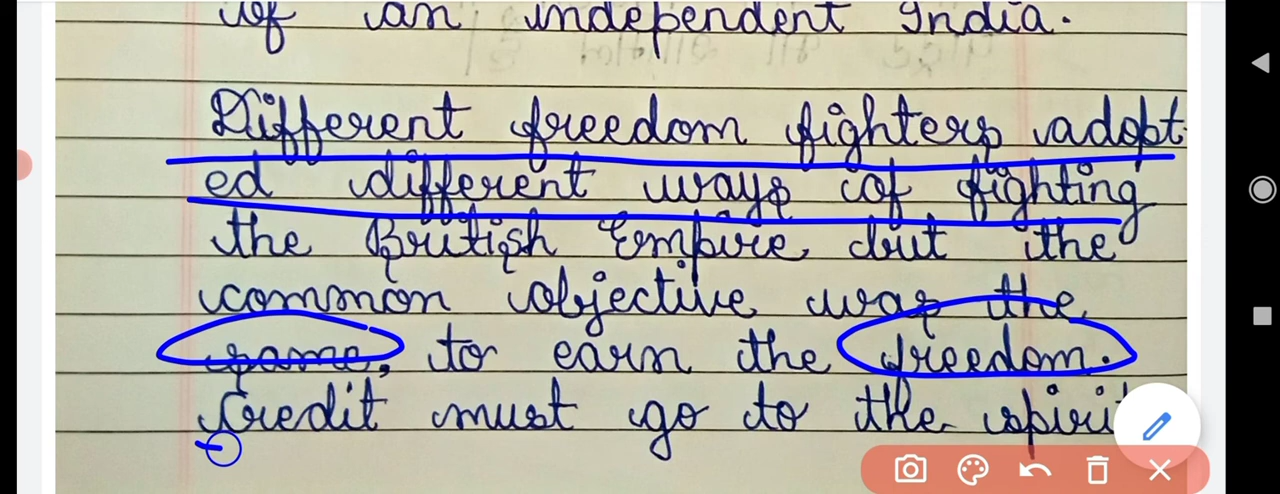 of an independent India.
Different freedom fighters adopt-
ed different ways of fighting
the British Empire, but the
common objective was the
same, to earn the freedom.
Credit must go to the spirit